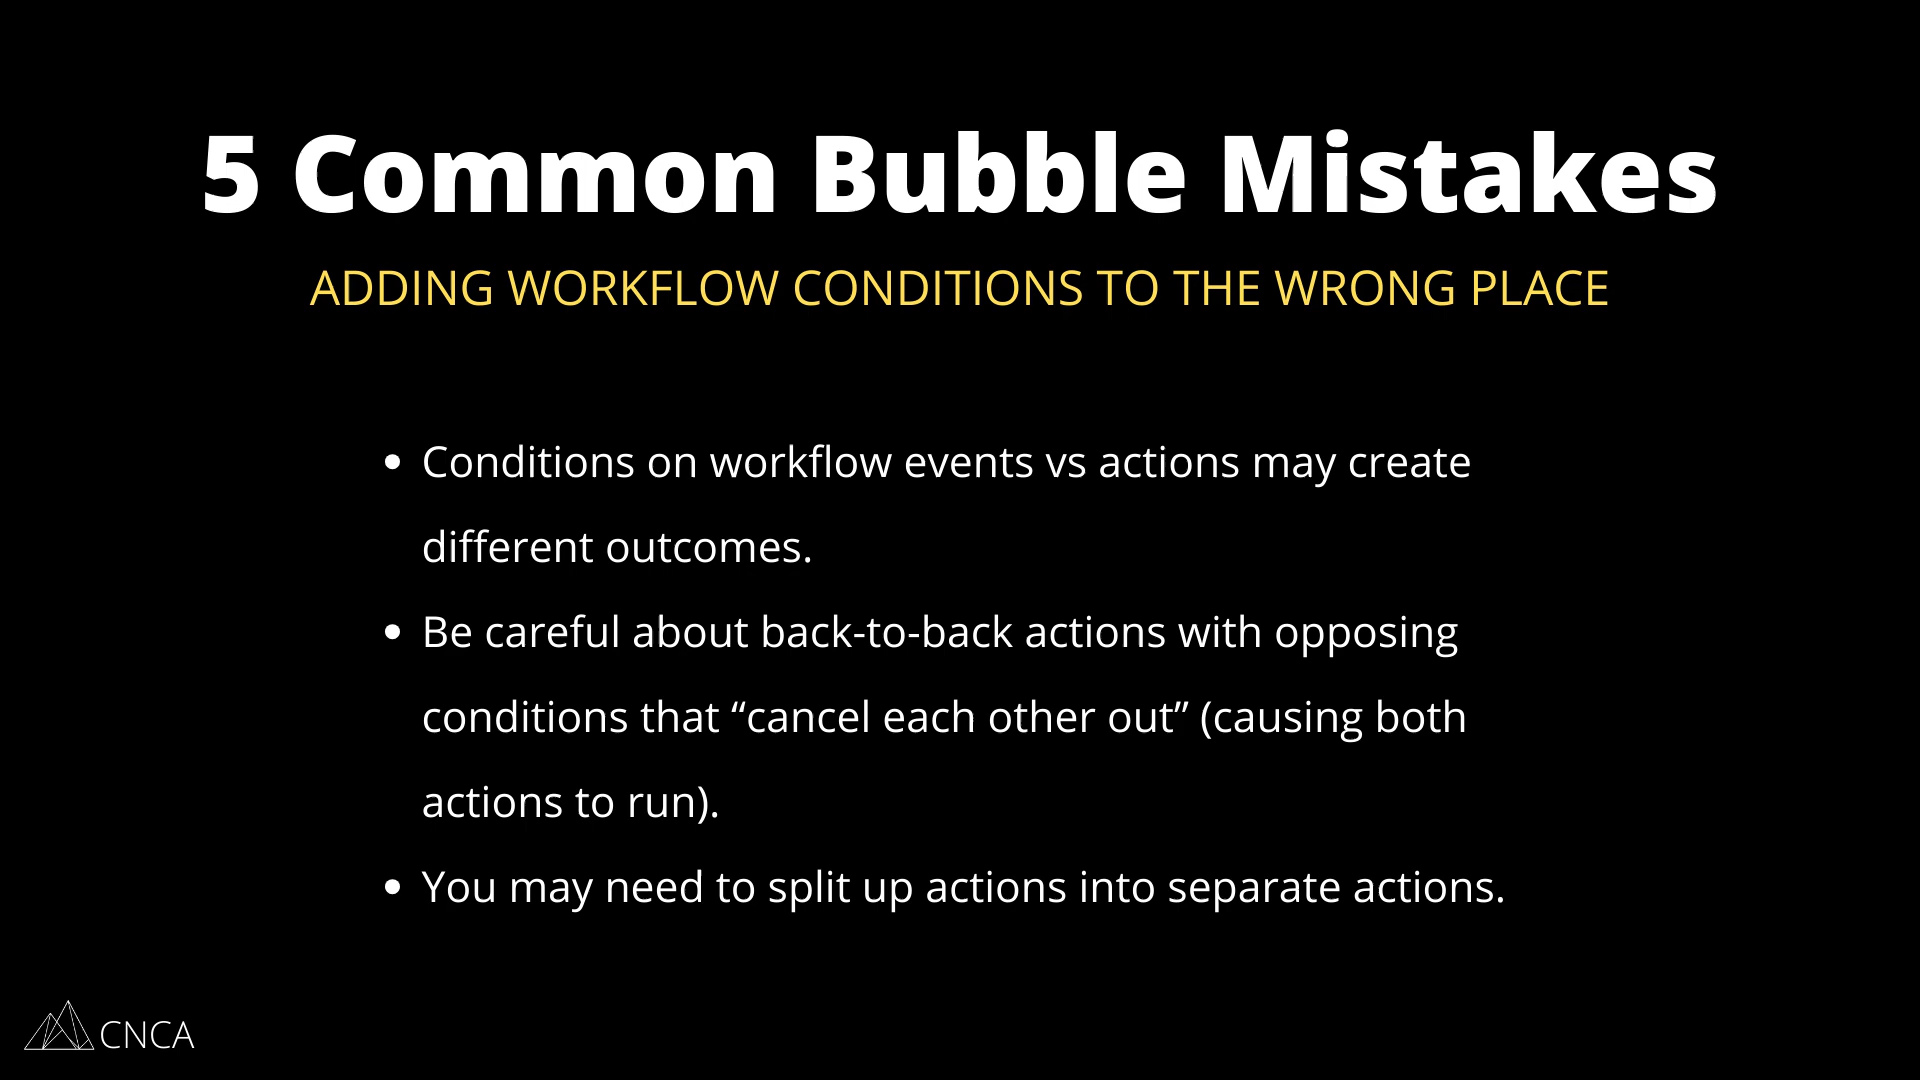 5 Common Bubble Mistakes
ADDING WORKFLOW CONDITIONS TO THE WRONG PLACE
• Conditions on workflow events vs actions may create
different outcomes.
• Be careful about back-to-back actions with opposing
conditions that “cancel each other out” (causing both
actions to run).
• You may need to split up actions into separate actions.
CNCA